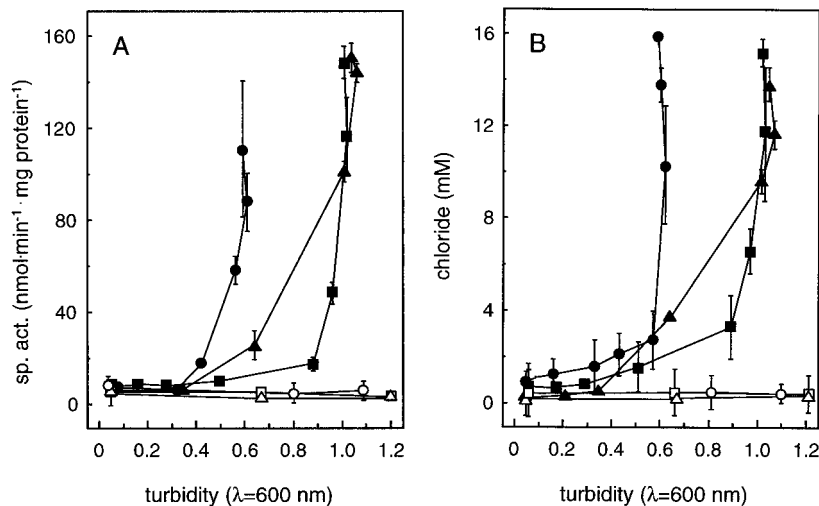 A
B
160
120
80
40
0
sp. act. (nmol·min⁻¹ · mg protein⁻¹)
0 0.2 0.4 0.6 0.8 1.0 1.2
turbidity (λ=600 nm)
16
12
8
4
0
chloride (mM)
0 0.2 0.4 0.6 0.8 1.0 1.2
turbidity (λ=600 nm)